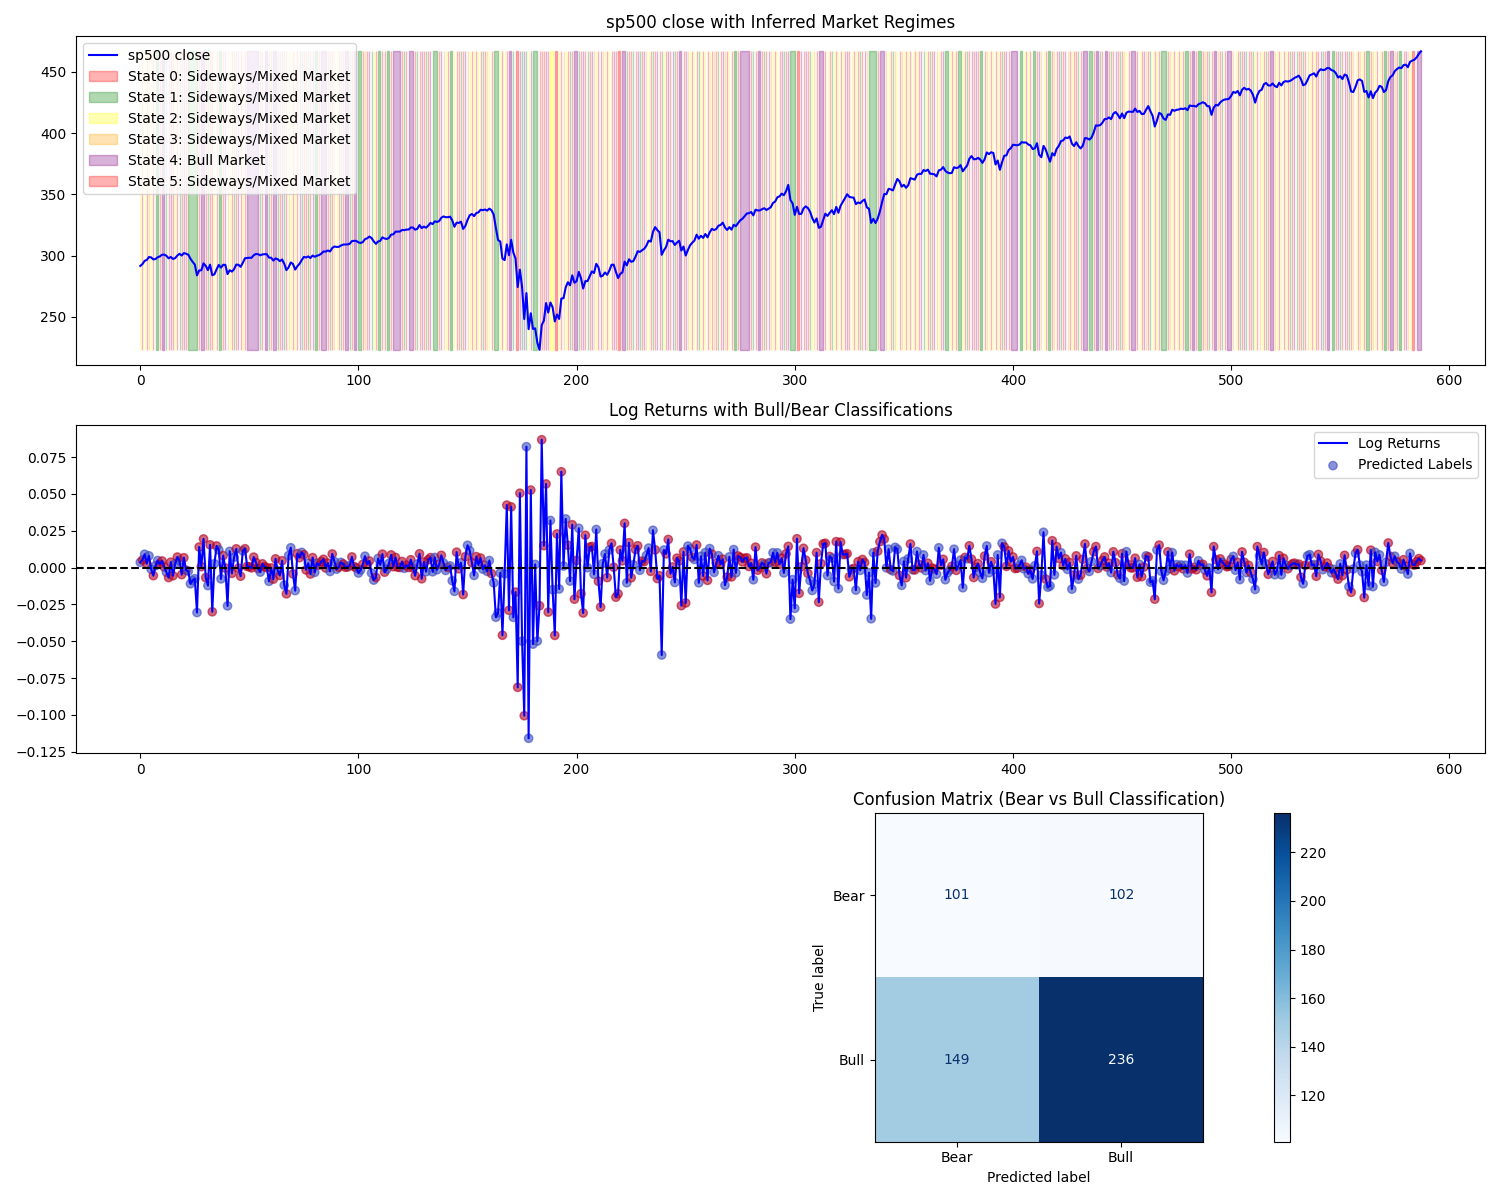 sp500 close with Inferred Market Regimes
sp500 close
State 0: Sideways/Mixed Market
State 1: Sideways/Mixed Market
State 2: Sideways/Mixed Market
State 3: Sideways/Mixed Market
State 4: Bull Market
State 5: Sideways/Mixed Market
450
400
350
300
250
0 100 200 300 400 500 600
Log Returns with Bull/Bear Classifications
Log Returns
Predicted Labels
0.075
0.050
0.025
0.000
−0.025
−0.050
−0.075
−0.100
−0.125
0 100 200 300 400 500 600
Confusion Matrix (Bear vs Bull Classification)
True label
Bear
101 102
Bull
149 236
Bear Bull
Predicted label
220
200
180
160
140
120